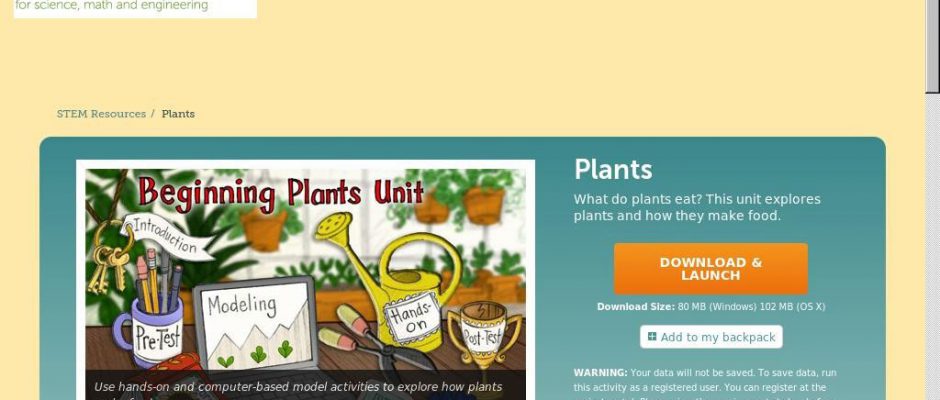 for science, math and engineering
STEM Resources / Plants
Beginning Plants Unit
Introduction
Modeling
Pre-Test
Hands-
on
Post-Test
Use hands-on and computer-based model activities to explore how plants
Plants
What do plants eat? This unit explores
plants and how they make food.
DOWNLOAD &
LAUNCH
Download Size: 80 MB (Windows) 102 MB (OS X)
Add to my backpack
WARNING: Your data will not be saved. To save data, run
this activity as a registered user. You can register at the